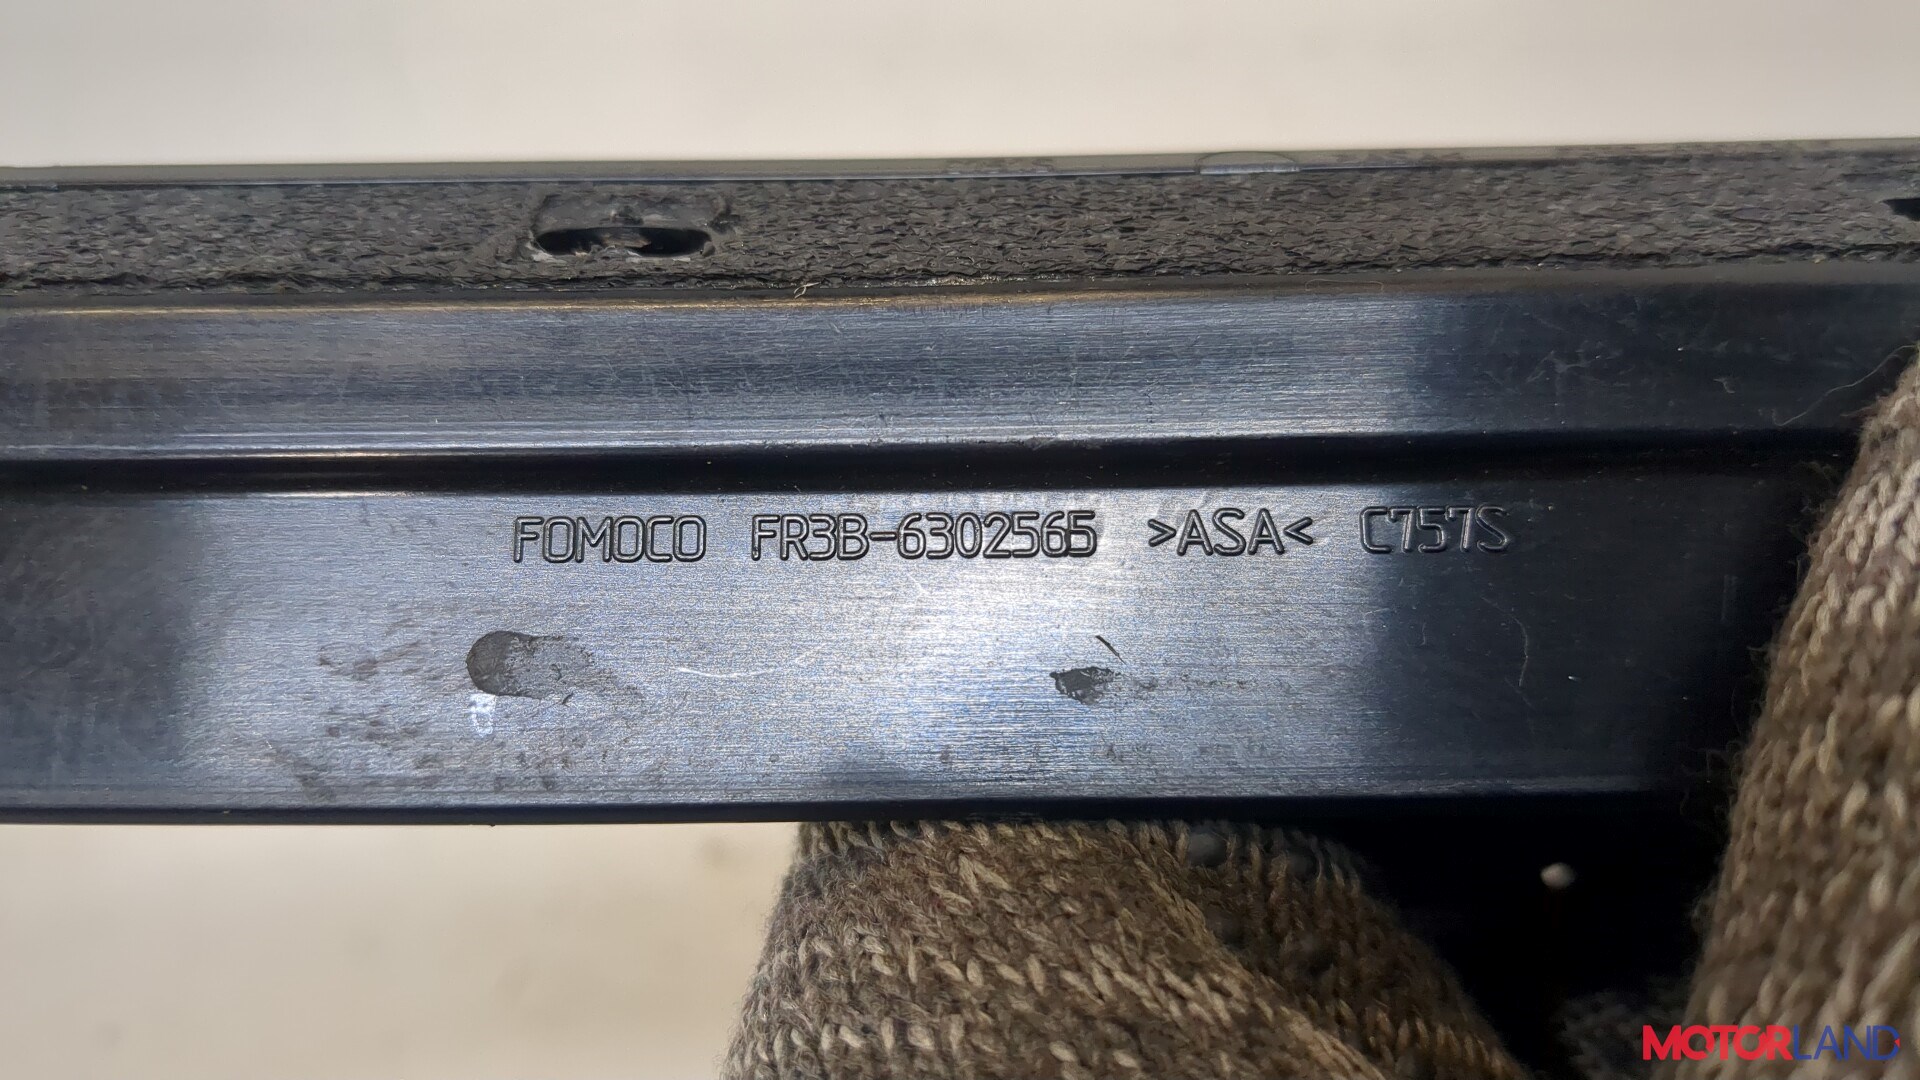 FOMOCO FR3B-6302565 >ASA< C757S
MOTORLAND